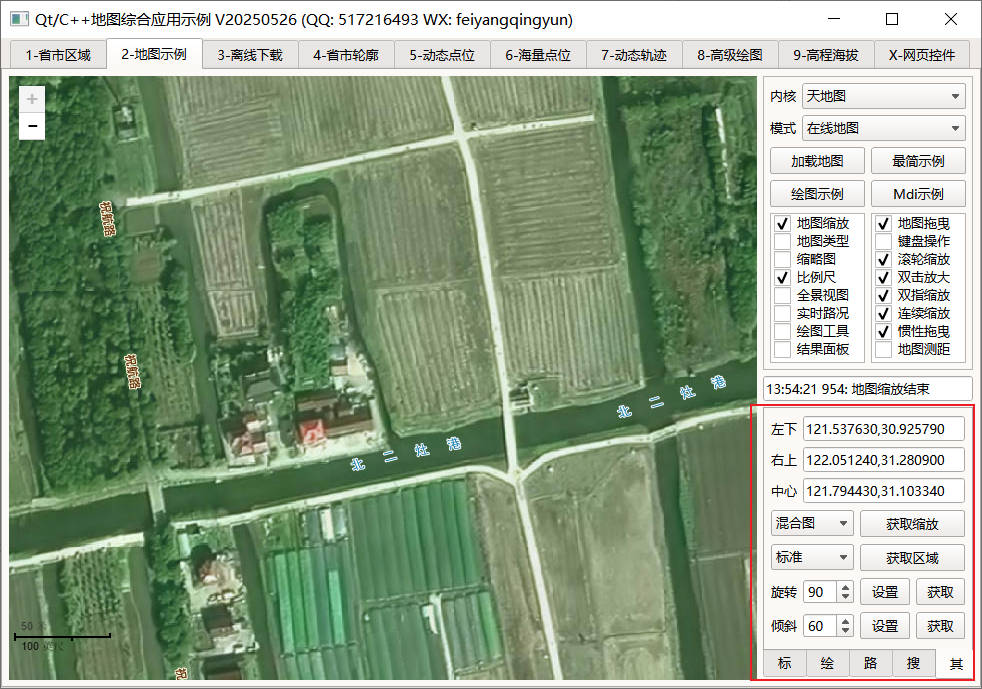 Qt/C++地图综合应用示例 V20250526 (QQ: 517216493 WX: feiyangqingyun)
1-省市区域 2-地图示例 3-离线下载 4-省市轮廓 5-动态点位 6-海量点位 7-动态轨迹 8-高级绘图 9-高程海拔 X-网页控件
+
−
内核 天地图
模式 在线地图
加载地图 最简示例
绘图示例 Mdi示例
地图缩放 地图拖曳
地图类型 键盘操作
缩略图 滚轮缩放
比例尺 双击放大
全景视图 双指缩放
实时路况 连续缩放
绘图工具 惯性拖曳
结果面板 地图测距
13:54:21 954: 地图缩放结束
左下 121.537630,30.925790
右上 122.051240,31.280900
中心 121.794430,31.103340
混合图 获取缩放
标准 获取区域
旋转 90 设置 获取
倾斜 60 设置 获取
标 绘 路 搜 其
祝航路
祝航路
北二灶港
北二灶港
祝
50 米
100 英尺